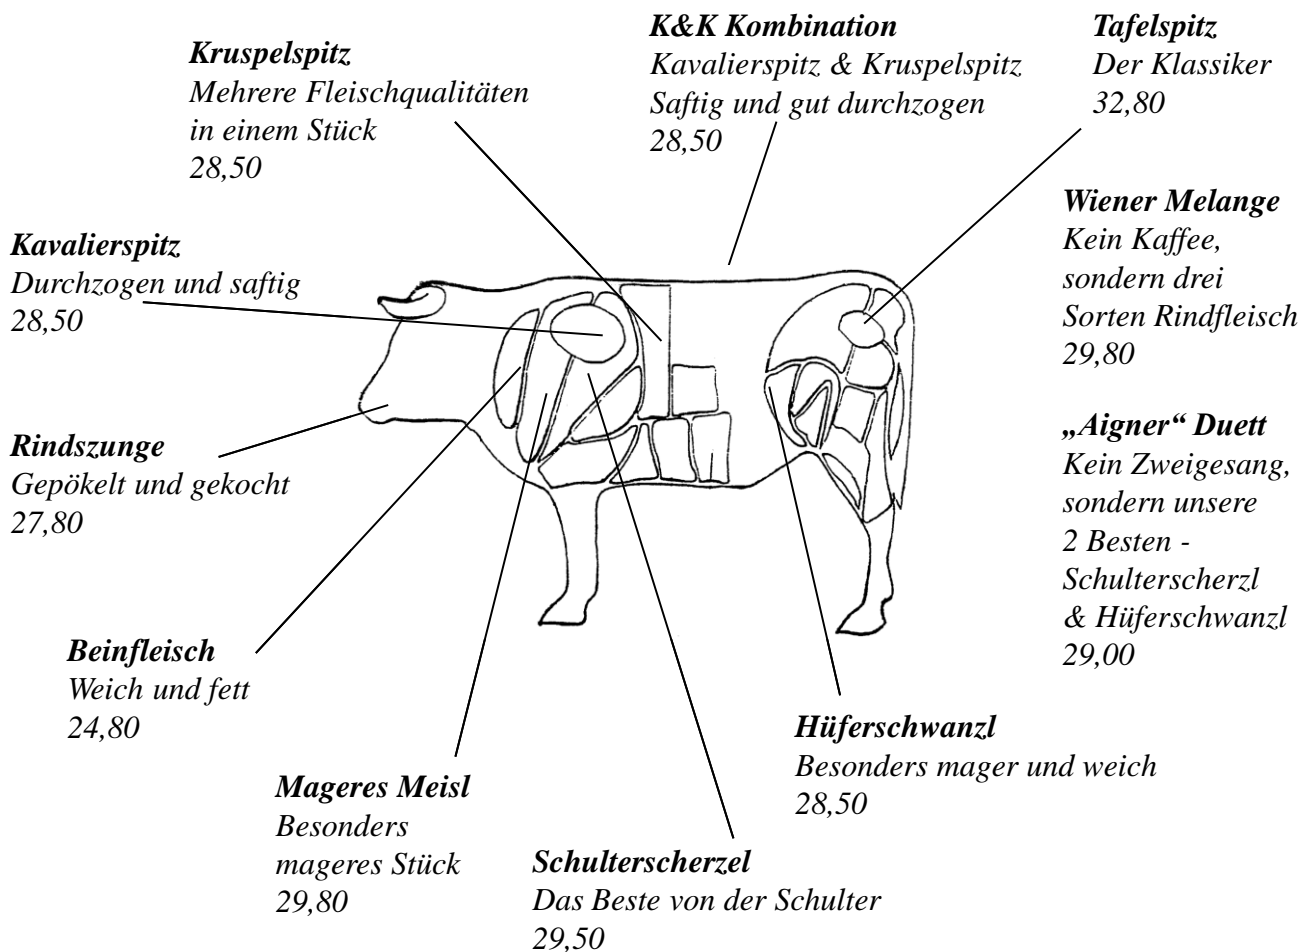 Kruspelspitz
Mehrere Fleischqualitäten
in einem Stück
28,50
K&K Kombination
Kavalierspitz & Kruspelspitz
Saftig und gut durchzogen
28,50
Tafelspitz
Der Klassiker
32,80
Kavalierspitz
Durchzogen und saftig
28,50
Wiener Melange
Kein Kaffee,
sondern drei
Sorten Rindfleisch
29,80
Rindszunge
Gepökelt und gekocht
27,80
„Aigner“ Duett
Kein Zweigesang,
sondern unsere
2 Besten -
Schulterscherzl
& Hüferschwanzl
29,00
Beinfleisch
Weich und fett
24,80
Mageres Meisl
Besonders
mageres Stück
29,80
Schulterscherzel
Das Beste von der Schulter
29,50
Hüferschwanzl
Besonders mager und weich
28,50